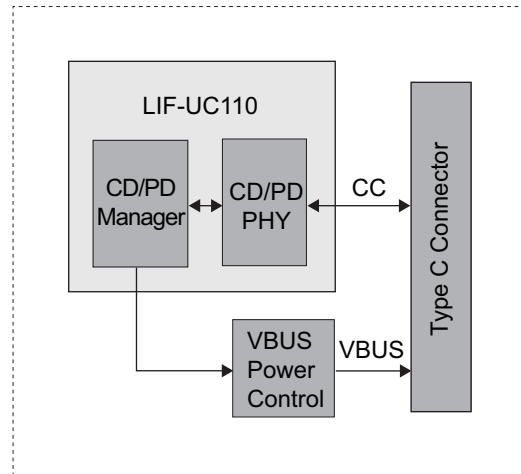 LIF-UC110
CD/PD
Manager
CD/PD
PHY
CC
Type C Connector
VBUS
Power
Control
VBUS